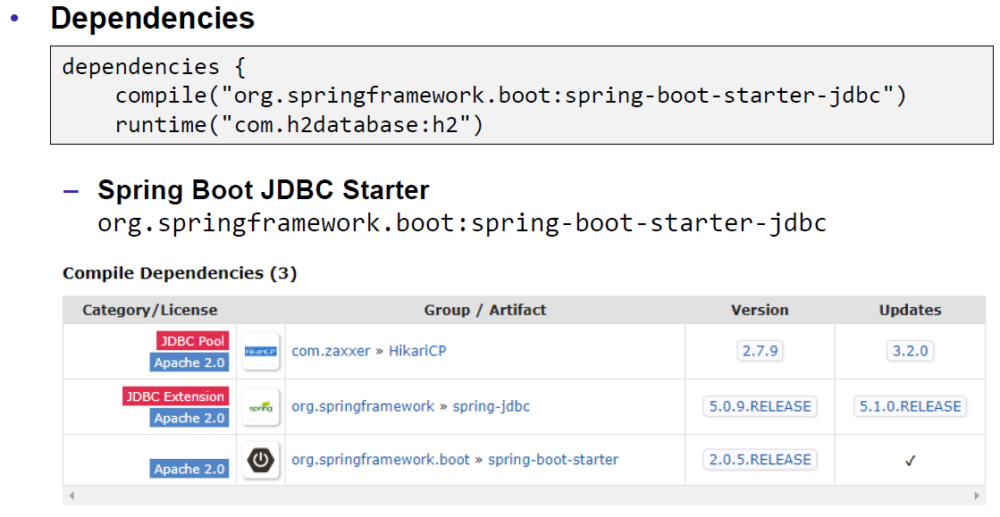 • Dependencies
dependencies {
    compile("org.springframework.boot:spring-boot-starter-jdbc")
    runtime("com.h2database:h2")
– Spring Boot JDBC Starter
org.springframework.boot:spring-boot-starter-jdbc
Compile Dependencies (3)
Category/License Group / Artifact Version Updates
JDBC Pool
Apache 2.0
HikariCP
com.zaxxer » HikariCP 2.7.9 3.2.0
JDBC Extension
Apache 2.0
spring
org.springframework » spring-jdbc 5.0.9.RELEASE 5.1.0.RELEASE
Apache 2.0
org.springframework.boot » spring-boot-starter 2.0.5.RELEASE ✓